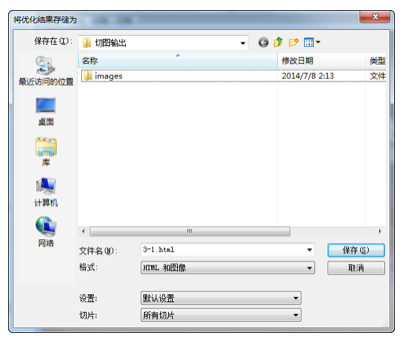 将优化结果存储为
保存在(I): 切图输出
名称 修改日期 类型
images 2014/7/8 2:13 文件
最近访问的位置
桌面
库
计算机
网络
文件名(N): 3-1.html 保存(S)
格式: HTML 和图像 取消
设置: 默认设置
切片: 所有切片